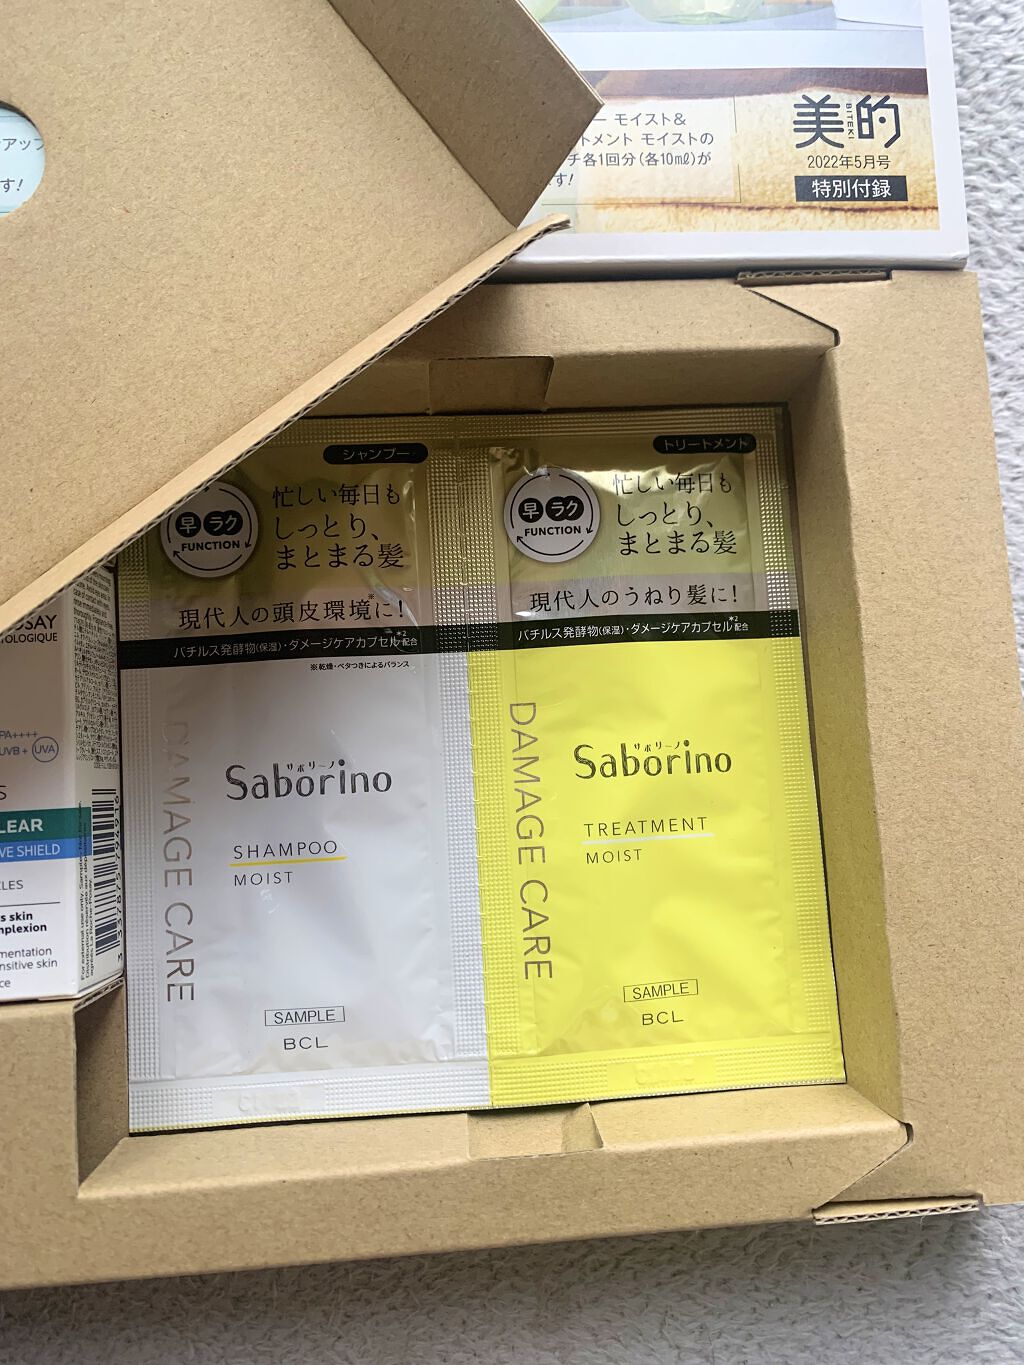 アップ
す!
ー モイスト&
トメント モイストの
チ各1回分(各10mℓ)が
す!
美的
BITEKI
2022年5月号
特別付録
シャンプー
早 ラク
FUNCTION
忙しい毎日も
しっとり、
まとまる髪
現代人の頭皮環境※に!
バチルス発酵物(保湿)・ダメージケアカプセル*2配合
※乾燥・ベタつきによるバランス
DAMAGE CARE
サボリーノ
Saborino
SHAMPOO
MOIST
SAMPLE
BCL
トリートメント
早 ラク
FUNCTION
忙しい毎日も
しっとり、
まとまる髪
現代人のうねり髪に!
バチルス発酵物(保湿)・ダメージケアカプセル*2配合
DAMAGE CARE
サボリーノ
Saborino
TREATMENT
MOIST
SAMPLE
BCL
OSAY
TOLOGIQUE
PA++++
UVB + UVA
S
LEAR
VE SHIELD
CLES
s skin
mplexion
mentation
nsitive skin
ce
3 337875 794916